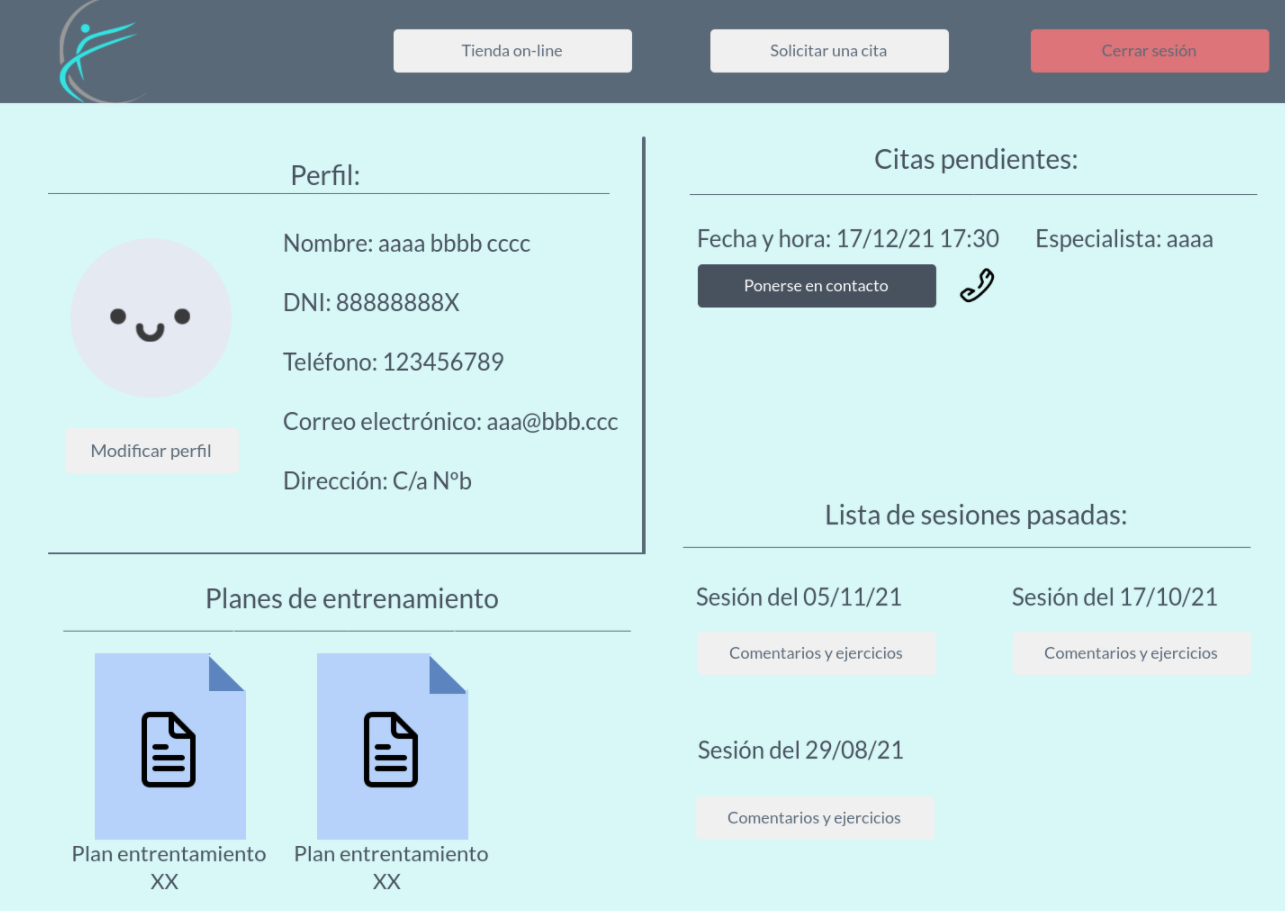 Tienda on-line
Solicitar una cita
Cerrar sesión
Perfil:
Nombre: aaaa bbbb cccc
DNI: 88888888X
Teléfono: 123456789
Correo electrónico: aaa@bbb.ccc
Dirección: C/a Nºb
Modificar perfil
Citas pendientes:
Fecha y hora: 17/12/21 17:30 Especialista: aaaa
Ponerse en contacto
Planes de entrenamiento
Plan entrentamiento
XX
Plan entrentamiento
XX
Lista de sesiones pasadas:
Sesión del 05/11/21
Comentarios y ejercicios
Sesión del 17/10/21
Comentarios y ejercicios
Sesión del 29/08/21
Comentarios y ejercicios